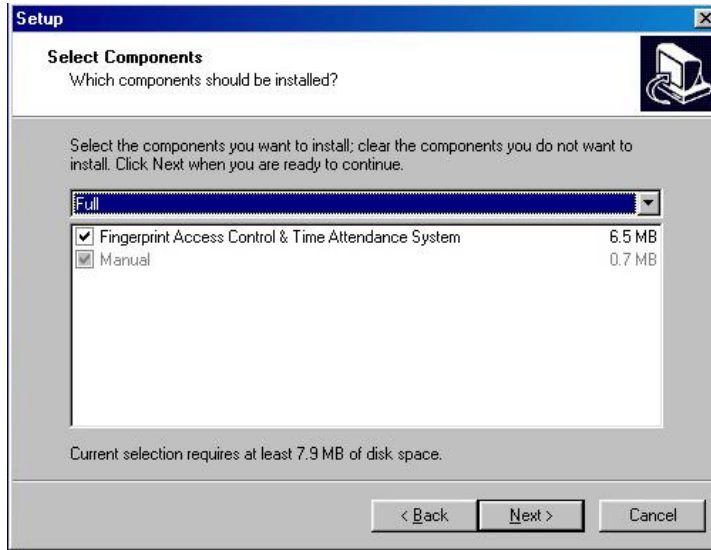 Setup
Select Components
Which components should be installed?
Select the components you want to install; clear the components you do not want to
install. Click Next when you are ready to continue.
Full
Fingerprint Access Control & Time Attendance System 6.5 MB
Manual 0.7 MB
Current selection requires at least 7.9 MB of disk space.
< Back Next > Cancel